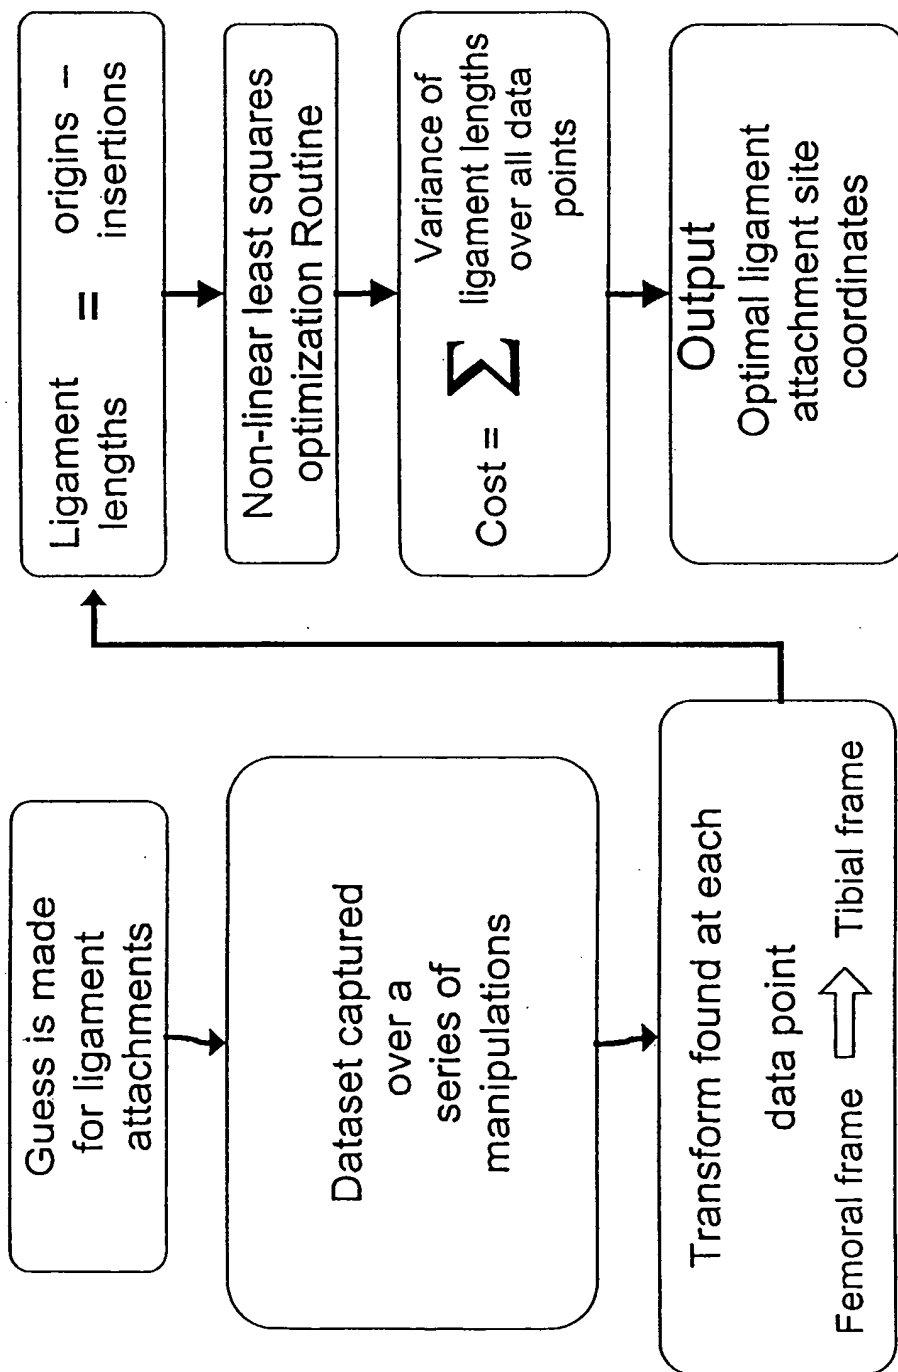 Guess is made
for ligament
attachments
Dataset captured
over a
series of
manipulations
Transform found at each
data point
Femoral frame
Tibial frame
Ligament = origins –
lengths insertions
Non-linear least squares
optimization Routine
Variance of
Cost = Σ ligament lengths
over all data
points
Output
Optimal ligament
attachment site
coordinates